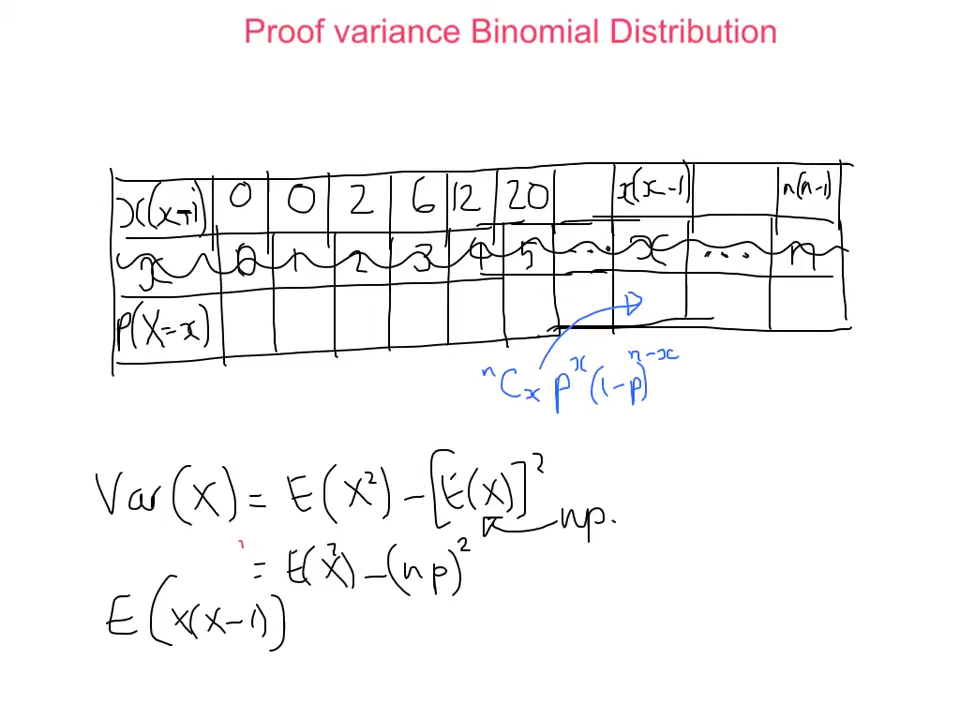 Proof variance Binomial Distribution
x(x-1) 0 0 2 6 12 20 x(x-1) n(n-1)
x 0 1 2 3 4 5 ... x ... n
P(X=x)
ⁿCₓ pˣ(1-p)ⁿ⁻ˣ
Var(X) = E(X²) - [E(X)]²
np.
= E(X²) - (np)²
E(X(X-1))